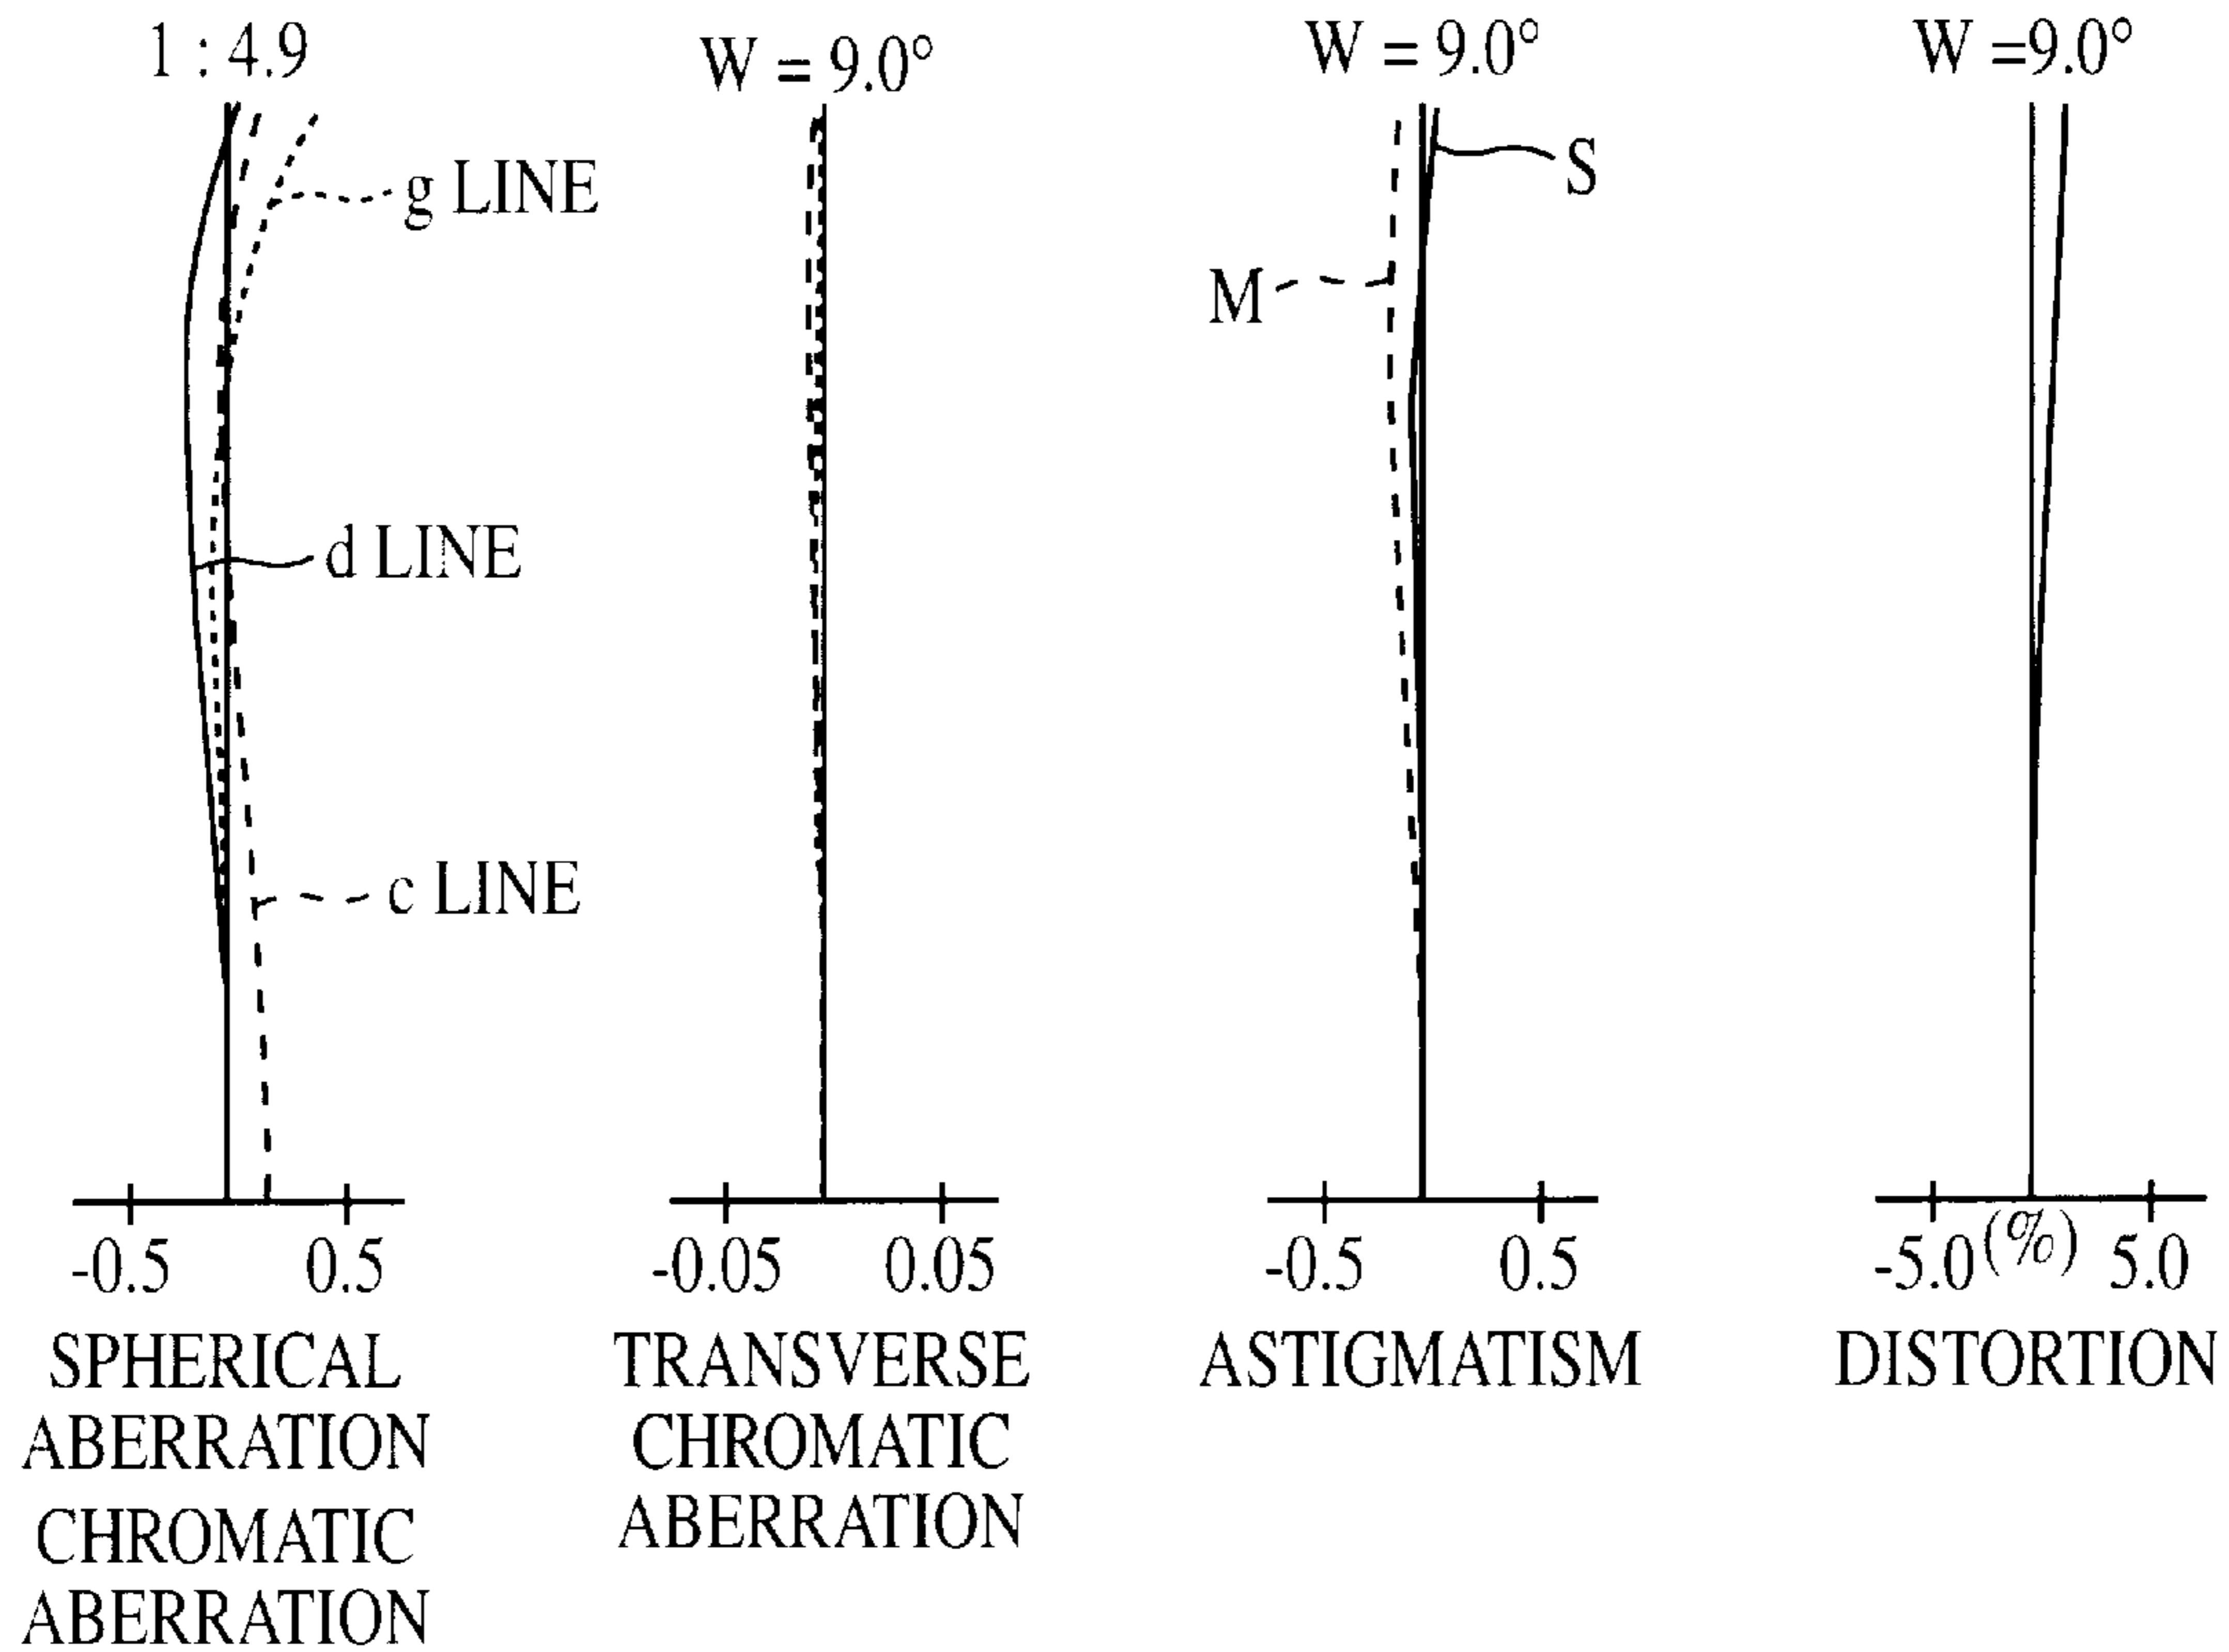 1 : 4.9
g LINE
d LINE
c LINE
-0.5 0.5
SPHERICAL
ABERRATION
CHROMATIC
ABERRATION
W = 9.0°
-0.05 0.05
TRANSVERSE
CHROMATIC
ABERRATION
W = 9.0°
S
M
-0.5 0.5
ASTIGMATISM
W =9.0°
-5.0 (%) 5.0
DISTORTION